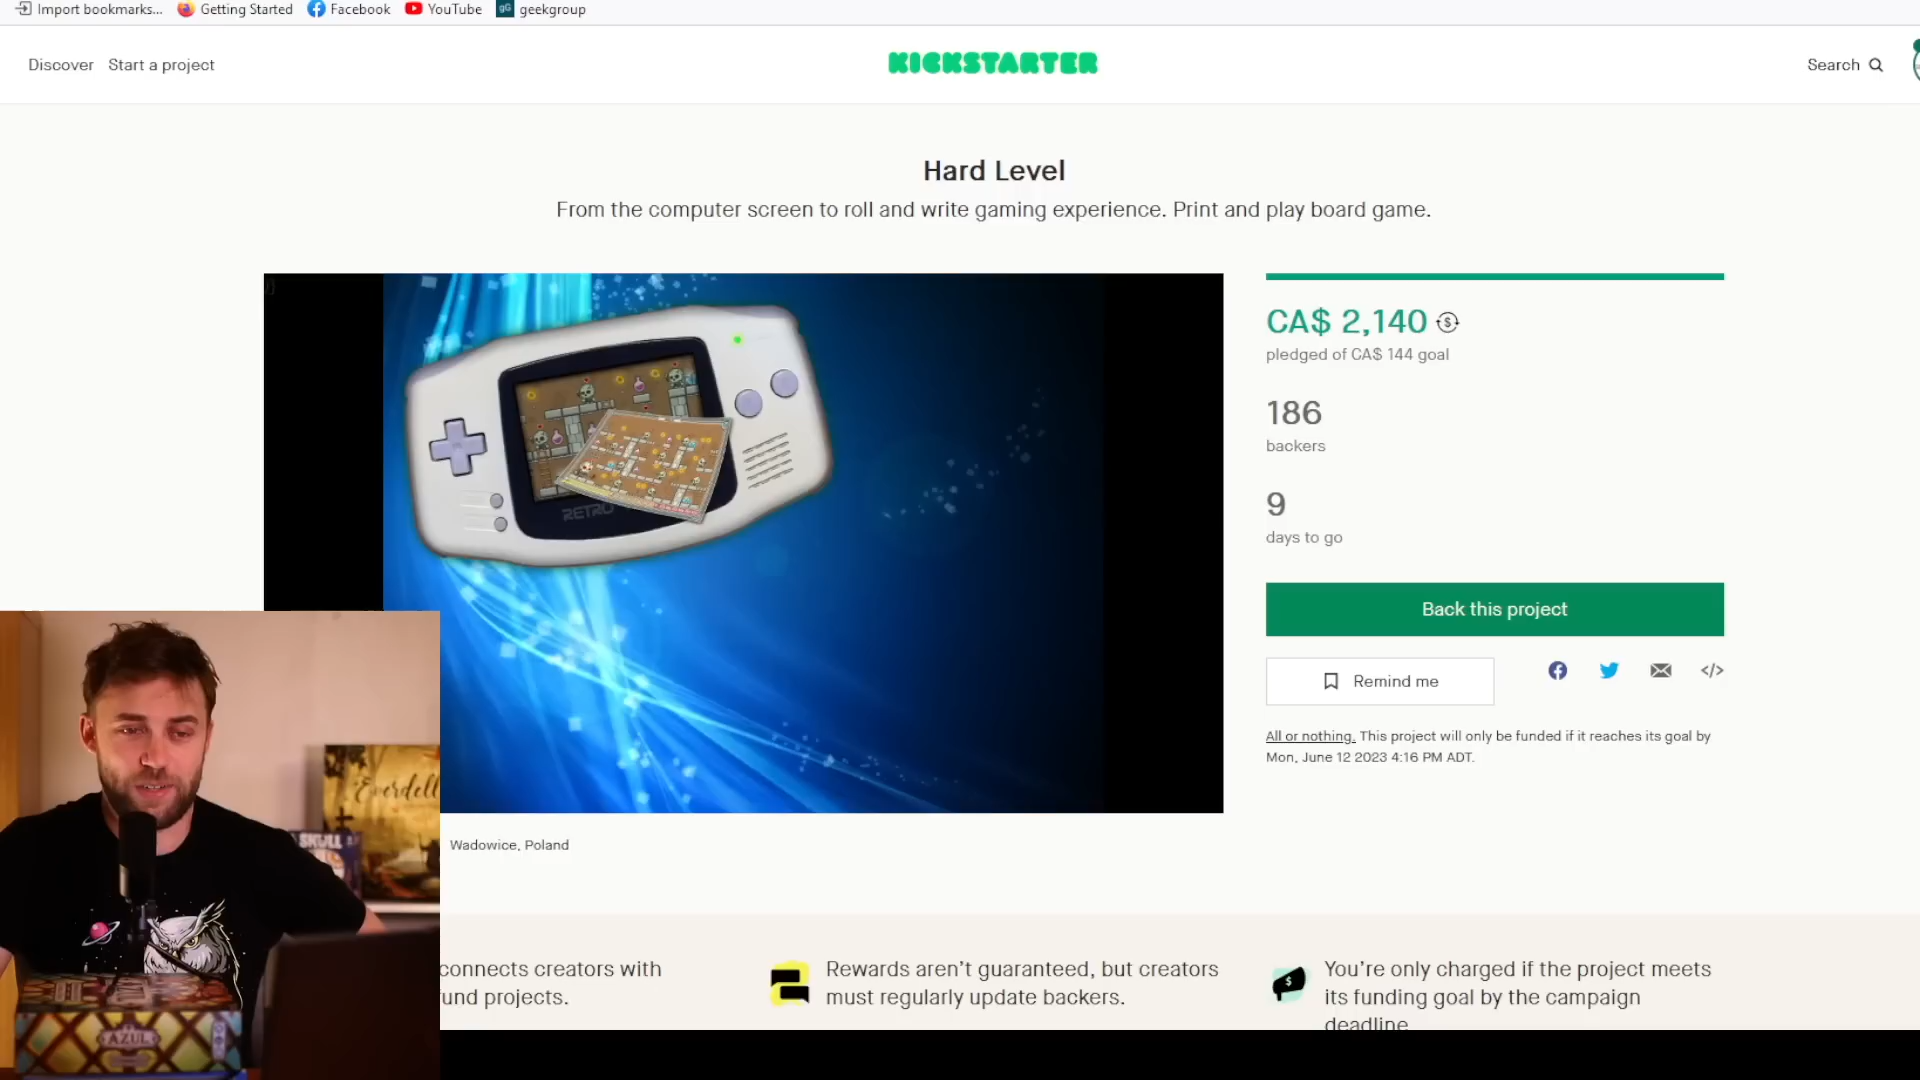 Import bookmarks...
Getting Started
Facebook
YouTube
gG
geekgroup
Discover
Start a project
KICKSTARTER
Search
Hard Level
From the computer screen to roll and write gaming experience. Print and play board game.
RETRO
CA$ 2,140
$
pledged of CA$ 144 goal
186
backers
9
days to go
Back this project
Remind me
</>
All or nothing. This project will only be funded if it reaches its goal by
Mon, June 12 2023 4:16 PM ADT.
Everdell
SKULL
AZUL
Wadowice, Poland
connects creators with
und projects.
Rewards aren't guaranteed, but creators
must regularly update backers.
$
You're only charged if the project meets
its funding goal by the campaign
deadline